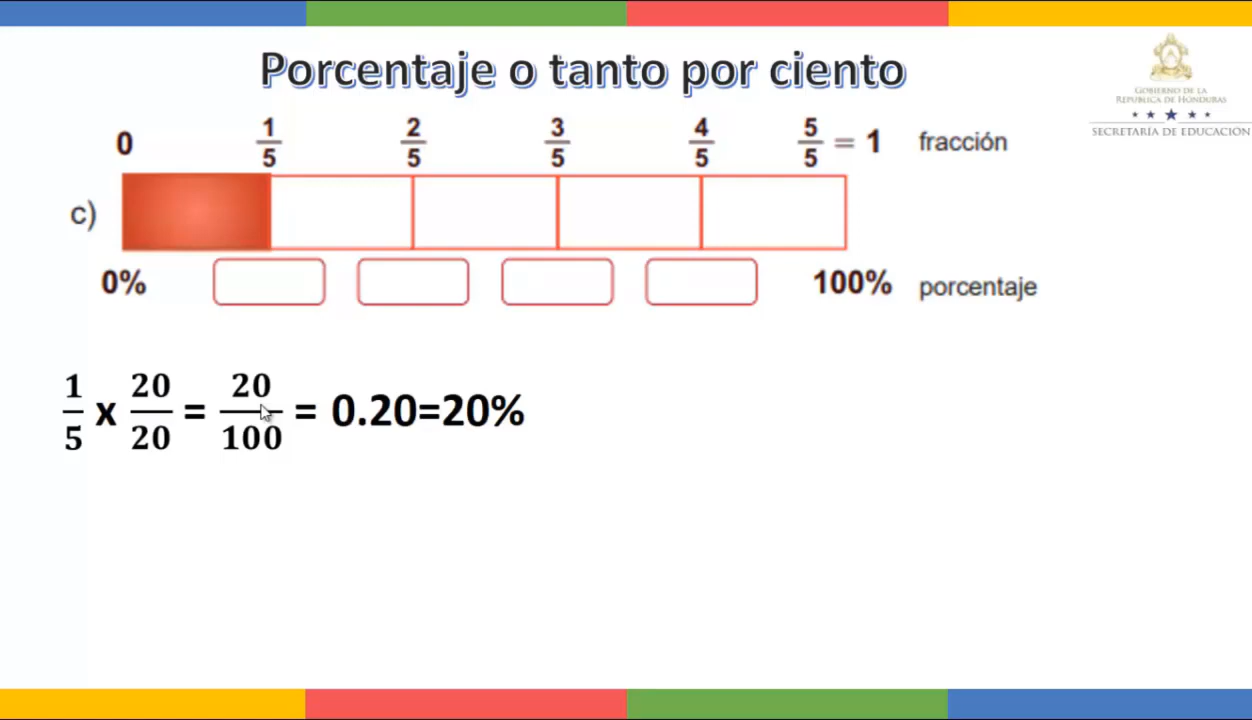 Porcentaje o tanto por ciento
GOBIERNO DE LA
REPÚBLICA DE HONDURAS
SECRETARÍA DE EDUCACIÓN
0 1/5 2/5 3/5 4/5 5/5 = 1 fracción
c)
0% 100% porcentaje
1/5 x 20/20 = 20/100 = 0.20=20%